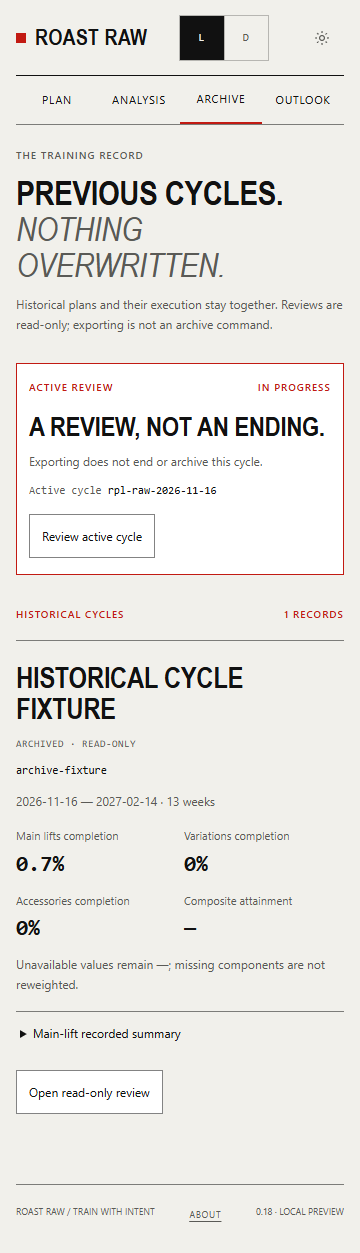 ROAST RAW
L
D
PLAN
ANALYSIS
ARCHIVE
OUTLOOK
THE TRAINING RECORD
PREVIOUS CYCLES.
NOTHING
OVERWRITTEN.
Historical plans and their execution stay together. Reviews are
read-only; exporting is not an archive command.
ACTIVE REVIEW
IN PROGRESS
A REVIEW, NOT AN ENDING.
Exporting does not end or archive this cycle.
Active cycle rpl-raw-2026-11-16
Review active cycle
HISTORICAL CYCLES
1 RECORDS
HISTORICAL CYCLE
FIXTURE
ARCHIVED · READ-ONLY
archive-fixture
2026-11-16 — 2027-02-14 · 13 weeks
Main lifts completion
Variations completion
0.7%
0%
Accessories completion
Composite attainment
0%
—
Unavailable values remain —; missing components are not
reweighted.
Main-lift recorded summary
Open read-only review
ROAST RAW / TRAIN WITH INTENT
ABOUT
0.18 · LOCAL PREVIEW